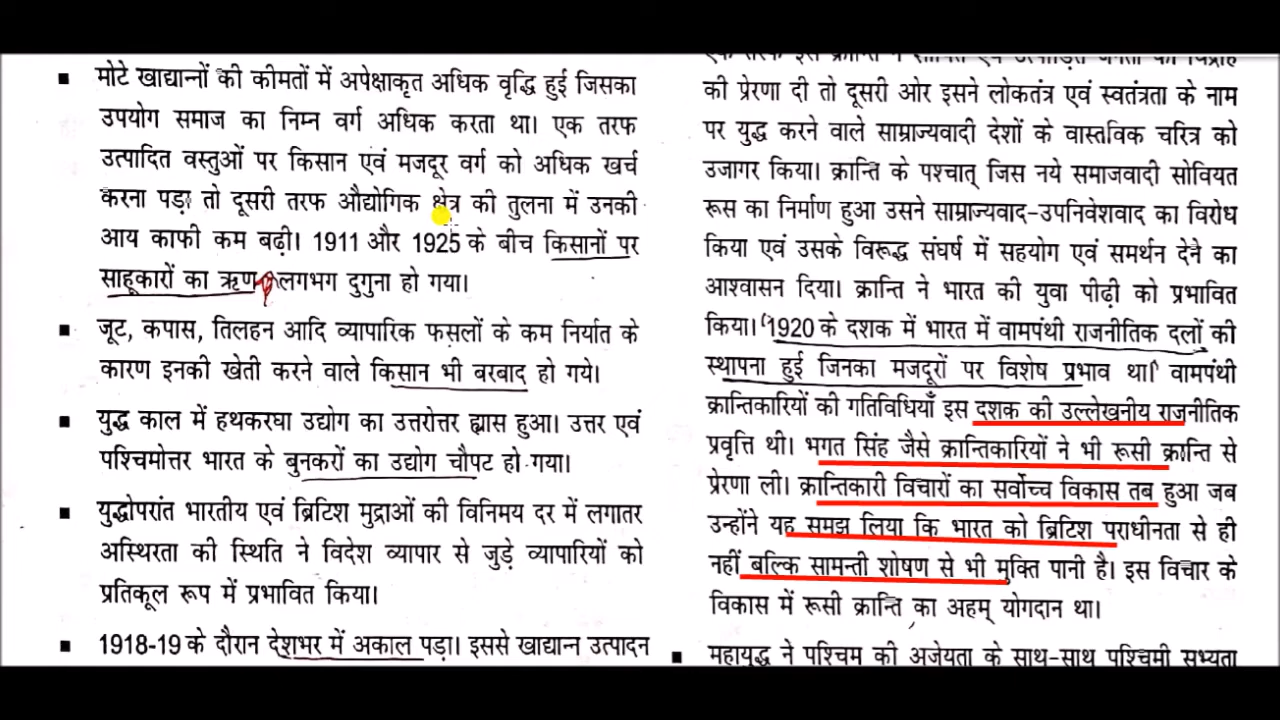 ■ मोटे खाद्यान्नों की कीमतों में अपेक्षाकृत अधिक वृद्धि हुई जिसका
उपयोग समाज का निम्न वर्ग अधिक करता था। एक तरफ
उत्पादित वस्तुओं पर किसान एवं मजदूर वर्ग को अधिक खर्च
करना पड़ा तो दूसरी तरफ औद्योगिक क्षेत्र की तुलना में उनकी
आय काफी कम बढ़ी। 1911 और 1925 के बीच किसानों पर
साहूकारों का ऋण लगभग दुगुना हो गया।
■ जूट, कपास, तिलहन आदि व्यापारिक फसलों के कम निर्यात के
कारण इनकी खेती करने वाले किसान भी बरबाद हो गये।
■ युद्ध काल में हथकरघा उद्योग का उत्तरोत्तर ह्रास हुआ। उत्तर एवं
पश्चिमोत्तर भारत के बुनकरों का उद्योग चौपट हो गया।
■ युद्धोपरांत भारतीय एवं ब्रिटिश मुद्राओं की विनिमय दर में लगातर
अस्थिरता की स्थिति ने विदेश व्यापार से जुड़े व्यापारियों को
प्रतिकूल रूप में प्रभावित किया।
■ 1918-19 के दौरान देशभर में अकाल पड़ा। इससे खाद्यान्न उत्पादन
एक तरफ इस क्रान्ति ने शोषित एवं उत्पीड़ित जनता को विद्रोह
की प्रेरणा दी तो दूसरी ओर इसने लोकतंत्र एवं स्वतंत्रता के नाम
पर युद्ध करने वाले साम्राज्यवादी देशों के वास्तविक चरित्र को
उजागर किया। क्रान्ति के पश्चात् जिस नये समाजवादी सोवियत
रूस का निर्माण हुआ उसने साम्राज्यवाद-उपनिवेशवाद का विरोध
किया एवं उसके विरूद्ध संघर्ष में सहयोग एवं समर्थन देने का
आश्वासन दिया। क्रान्ति ने भारत की युवा पीढ़ी को प्रभावित
किया। 1920 के दशक में भारत में वामपंथी राजनीतिक दलों की
स्थापना हुई जिनका मजदूरों पर विशेष प्रभाव था। वामपंथी
क्रान्तिकारियों की गतिविधियाँ इस दशक की उल्लेखनीय राजनीतिक
प्रवृत्ति थी। भगत सिंह जैसे क्रान्तिकारियों ने भी रूसी क्रान्ति से
प्रेरणा ली। क्रान्तिकारी विचारों का सर्वोच्च विकास तब हुआ जब
उन्होंने यह समझ लिया कि भारत को ब्रिटिश पराधीनता से ही
नहीं बल्कि सामन्ती शोषण से भी मुक्ति पानी है। इस विचार के
विकास में रूसी क्रान्ति का अहम् योगदान था।
■ महायुद्ध ने पश्चिम की अजेयता के साथ-साथ पश्चिमी सभ्यता